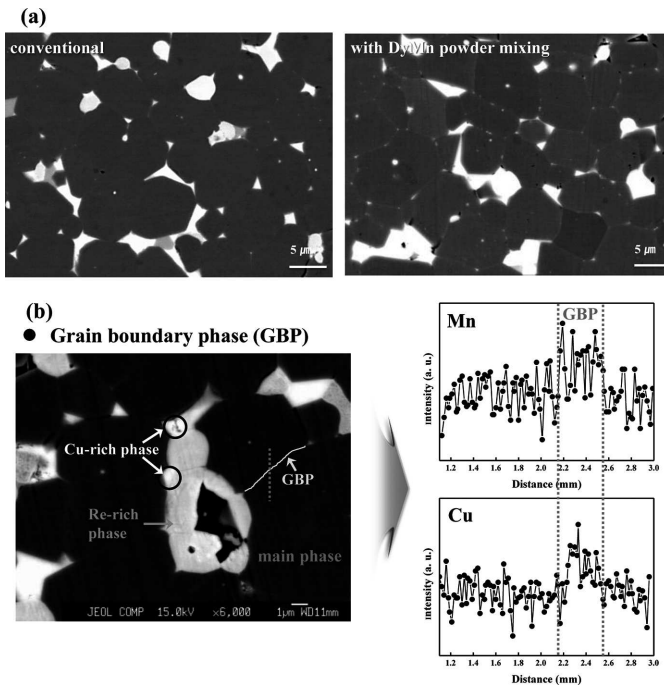 (a)
conventional
with DyMn powder mixing
5 μm
5 μm
(b)
● Grain boundary phase (GBP)
Cu-rich phase
GBP
Re-rich
phase
main phase
JEOL COMP 15.0kV ×6,000 1μm WD11mm
GBP
Mn
intensity (a. u.)
1.2 1.4 1.6 1.8 2.0 2.2 2.4 2.6 2.8 3.0
Distance (mm)
Cu
intensity (a. u.)
1.2 1.4 1.6 1.8 2.0 2.2 2.4 2.6 2.8 3.0
Distance (mm)